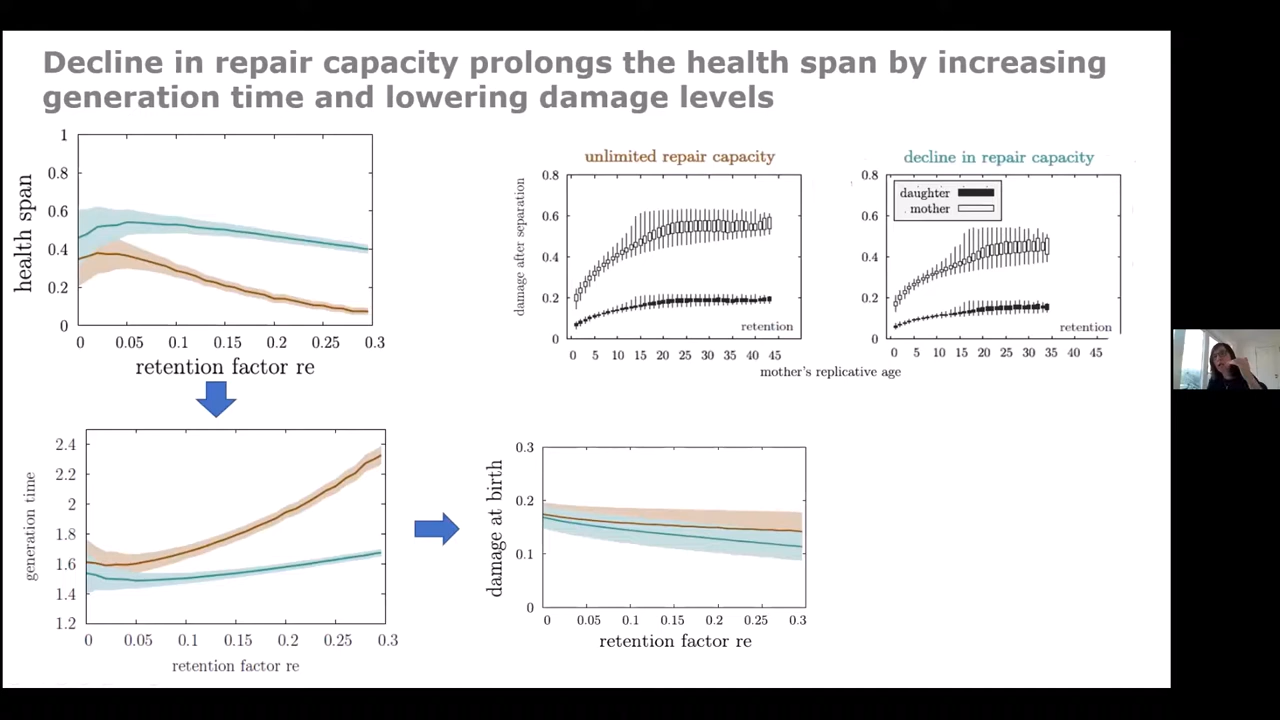 Decline in repair capacity prolongs the health span by increasing
generation time and lowering damage levels
health span
1
0.8
0.6
0.4
0.2
0
0 0.05 0.1 0.15 0.2 0.25 0.3
retention factor re
unlimited repair capacity
damage after separation
0.8
0.6
0.4
0.2
0
retention
0 5 10 15 20 25 30 35 40 45
decline in repair capacity
0.8
0.6
0.4
0.2
0
daughter
mother
retention
0 5 10 15 20 25 30 35 40 45
mother's replicative age
generation time
2.4
2.2
2
1.8
1.6
1.4
1.2
0 0.05 0.1 0.15 0.2 0.25 0.3
retention factor re
damage at birth
0.3
0.2
0.1
0
0 0.05 0.1 0.15 0.2 0.25 0.3
retention factor re